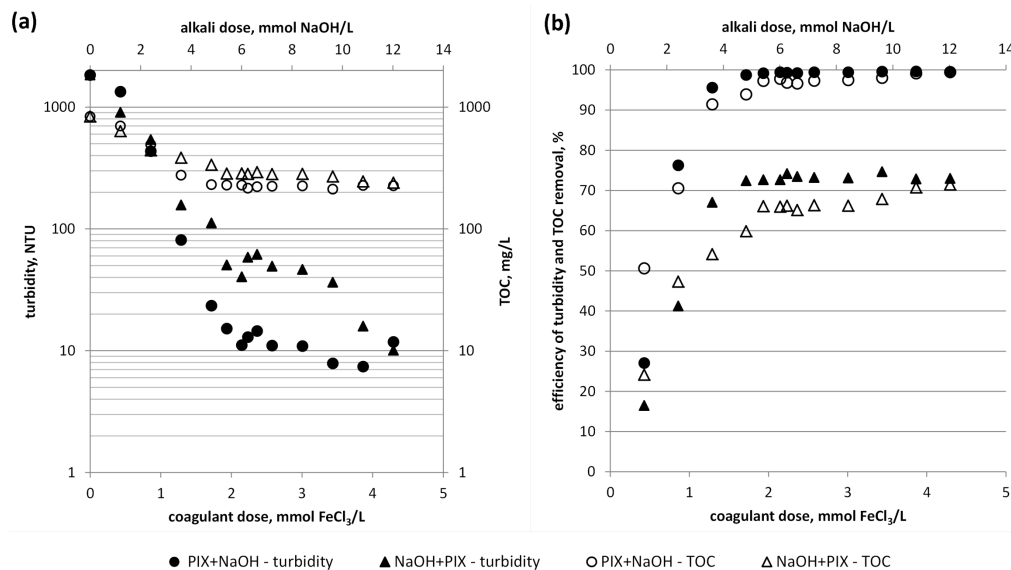 (a)
alkali dose, mmol NaOH/L
0 2 4 6 8 10 12 14
1000
100
10
1
turbidity, NTU
1000
100
10
1
TOC, mg/L
0 1 2 3 4 5
coagulant dose, mmol FeCl₃/L
(b)
alkali dose, mmol NaOH/L
0 2 4 6 8 10 12 14
100
90
80
70
60
50
40
30
20
10
0
efficiency of turbidity and TOC removal, %
0 1 2 3 4 5
coagulant dose, mmol FeCl₃/L
PIX+NaOH - turbidity NaOH+PIX - turbidity PIX+NaOH - TOC NaOH+PIX - TOC